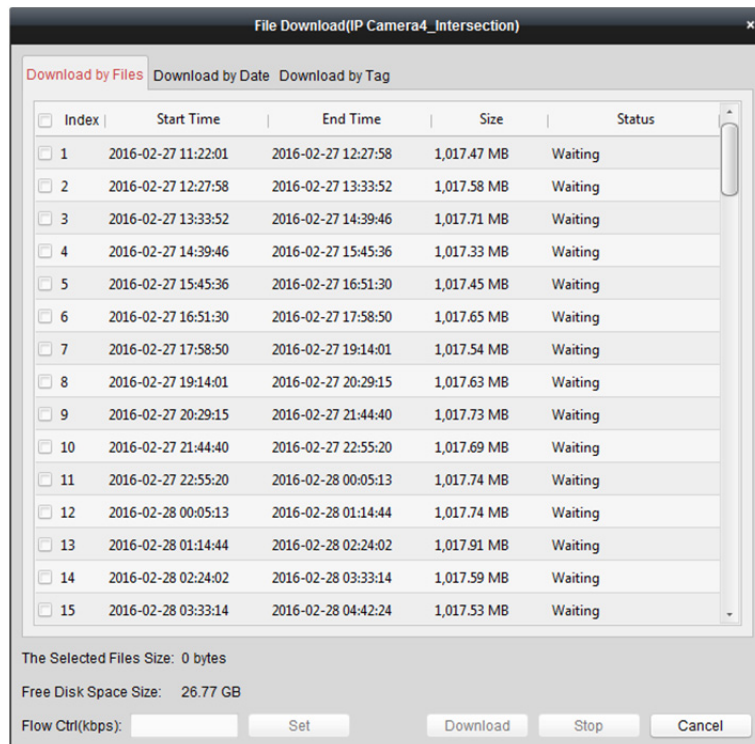 File Download(IP Camera4_Intersection) ×
Download by Files Download by Date Download by Tag
Index Start Time End Time Size Status
1 2016-02-27 11:22:01 2016-02-27 12:27:58 1,017.47 MB Waiting
2 2016-02-27 12:27:58 2016-02-27 13:33:52 1,017.58 MB Waiting
3 2016-02-27 13:33:52 2016-02-27 14:39:46 1,017.71 MB Waiting
4 2016-02-27 14:39:46 2016-02-27 15:45:36 1,017.33 MB Waiting
5 2016-02-27 15:45:36 2016-02-27 16:51:30 1,017.45 MB Waiting
6 2016-02-27 16:51:30 2016-02-27 17:58:50 1,017.65 MB Waiting
7 2016-02-27 17:58:50 2016-02-27 19:14:01 1,017.54 MB Waiting
8 2016-02-27 19:14:01 2016-02-27 20:29:15 1,017.63 MB Waiting
9 2016-02-27 20:29:15 2016-02-27 21:44:40 1,017.73 MB Waiting
10 2016-02-27 21:44:40 2016-02-27 22:55:20 1,017.69 MB Waiting
11 2016-02-27 22:55:20 2016-02-28 00:05:13 1,017.74 MB Waiting
12 2016-02-28 00:05:13 2016-02-28 01:14:44 1,017.74 MB Waiting
13 2016-02-28 01:14:44 2016-02-28 02:24:02 1,017.91 MB Waiting
14 2016-02-28 02:24:02 2016-02-28 03:33:14 1,017.59 MB Waiting
15 2016-02-28 03:33:14 2016-02-28 04:42:24 1,017.53 MB Waiting
The Selected Files Size: 0 bytes
Free Disk Space Size: 26.77 GB
Flow Ctrl(kbps): Set Download Stop Cancel